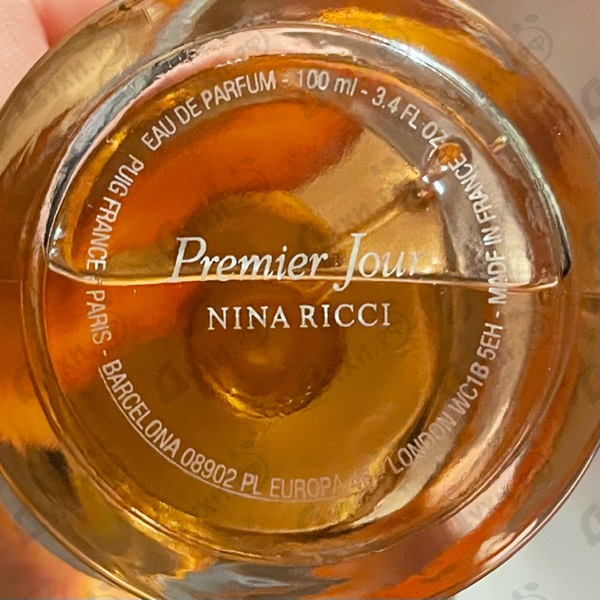 EAU DE PARFUM - 100 ml - 3.4 FL OZ
MADE IN FRANCE -
PUIG FRANCE - PARIS - BARCELONA 08902 PL EUROPA
LONDON WC1B 5EH -
Premier Jour
NINA RICCI